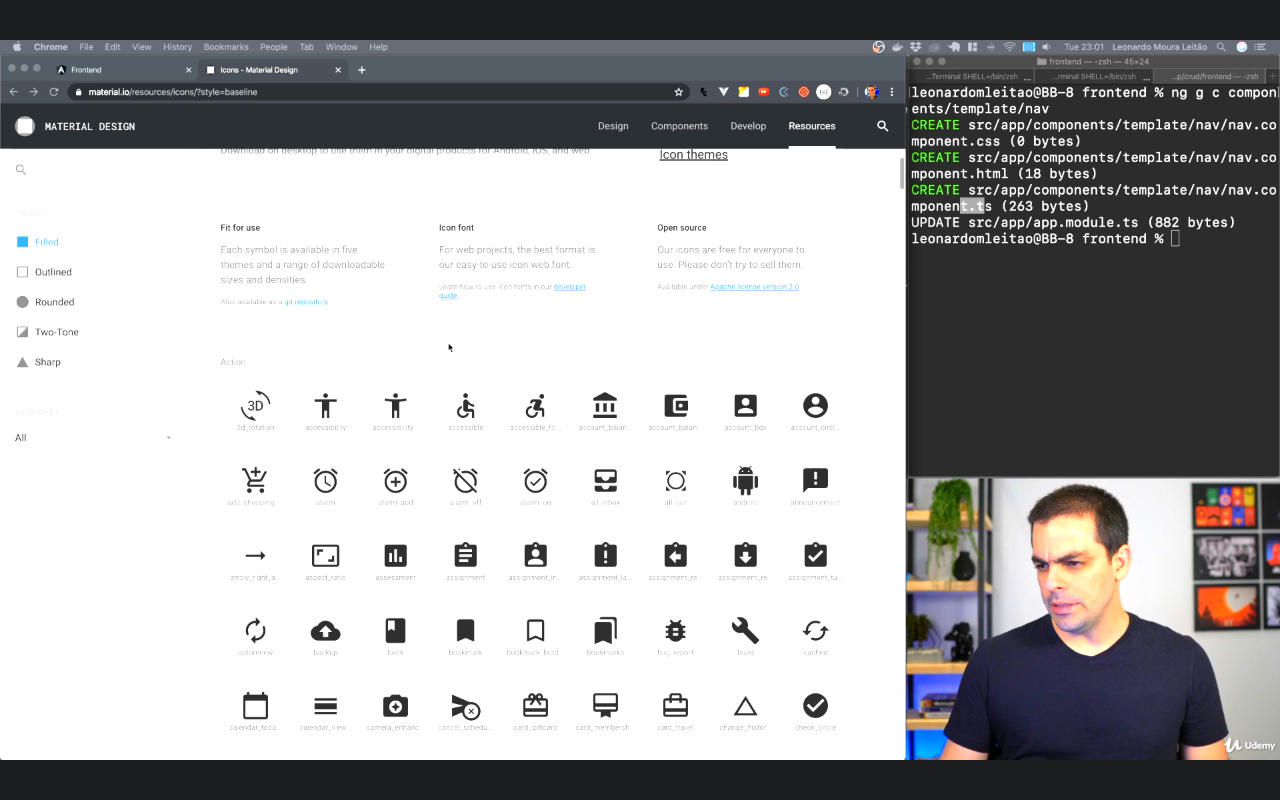 Chrome File Edit View History Bookmarks People Tab Window Help
Tue 23:01 Leonardo Moura Leitão
Frontend
Icons - Material Design
material.io/resources/icons/?style=baseline
MATERIAL DESIGN
Design Components Develop Resources
Download on desktop to use them in your digital products for Android, iOS, and web.
Icon themes
THEMES
Filled
Outlined
Rounded
Two-Tone
Sharp
CATEGORIES
All
Fit for use
Each symbol is available in five
themes and a range of downloadable
sizes and densities.
Also available as a git repository
Icon font
For web projects, the best format is
our easy-to-use icon web font.
Learn how to use icon fonts in our developer
guide.
Open source
Our icons are free for everyone to
use. Please don't try to sell them.
Available under Apache license version 2.0
Action
3D
3d_rotation accessibility accessibility accessible accessible_fo... account_balan... account_balan... account_box account_circl...
add_shopping alarm alarm_add alarm_off alarm_on all_inbox all_out android announcement
arrow_right_a... aspect_ratio assessment assignment assignment_in... assignment_la... assignment_re... assignment_re... assignment_tu...
autorenew backup book bookmark bookmark_bord... bookmarks bug_report build cached
calendar_toda... calendar_view... camera_enhanc... cancel_schedu... card_giftcard card_membersh... card_travel change_histor... check_circle
frontend — -zsh — 45×24
...Terminal SHELL=/bin/zsh ... ...rminal SHELL=/bin/zsh ... ...p/crud/frontend — -zsh
leonardomleitao@BB-8 frontend % ng g c compon
ents/template/nav
CREATE src/app/components/template/nav/nav.co
mponent.css (0 bytes)
CREATE src/app/components/template/nav/nav.co
mponent.html (18 bytes)
CREATE src/app/components/template/nav/nav.co
mponent.ts (263 bytes)
UPDATE src/app/app.module.ts (882 bytes)
leonardomleitao@BB-8 frontend %
Udemy